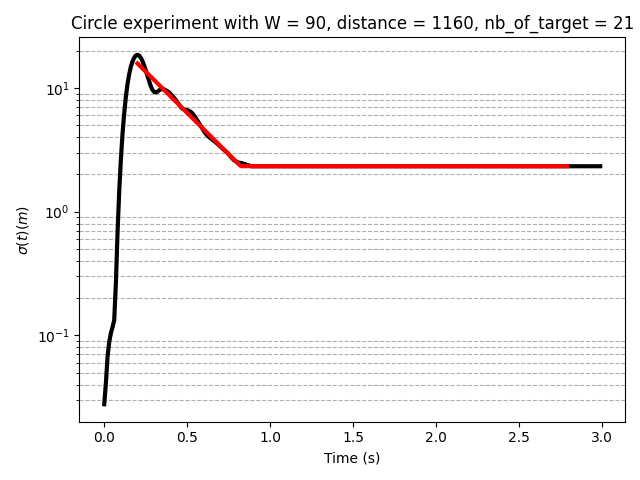 Circle experiment with W = 90, distance = 1160, nb_of_target = 21
σ(t)(m)
10¹
10⁰
10⁻¹
0.0 0.5 1.0 1.5 2.0 2.5 3.0
Time (s)